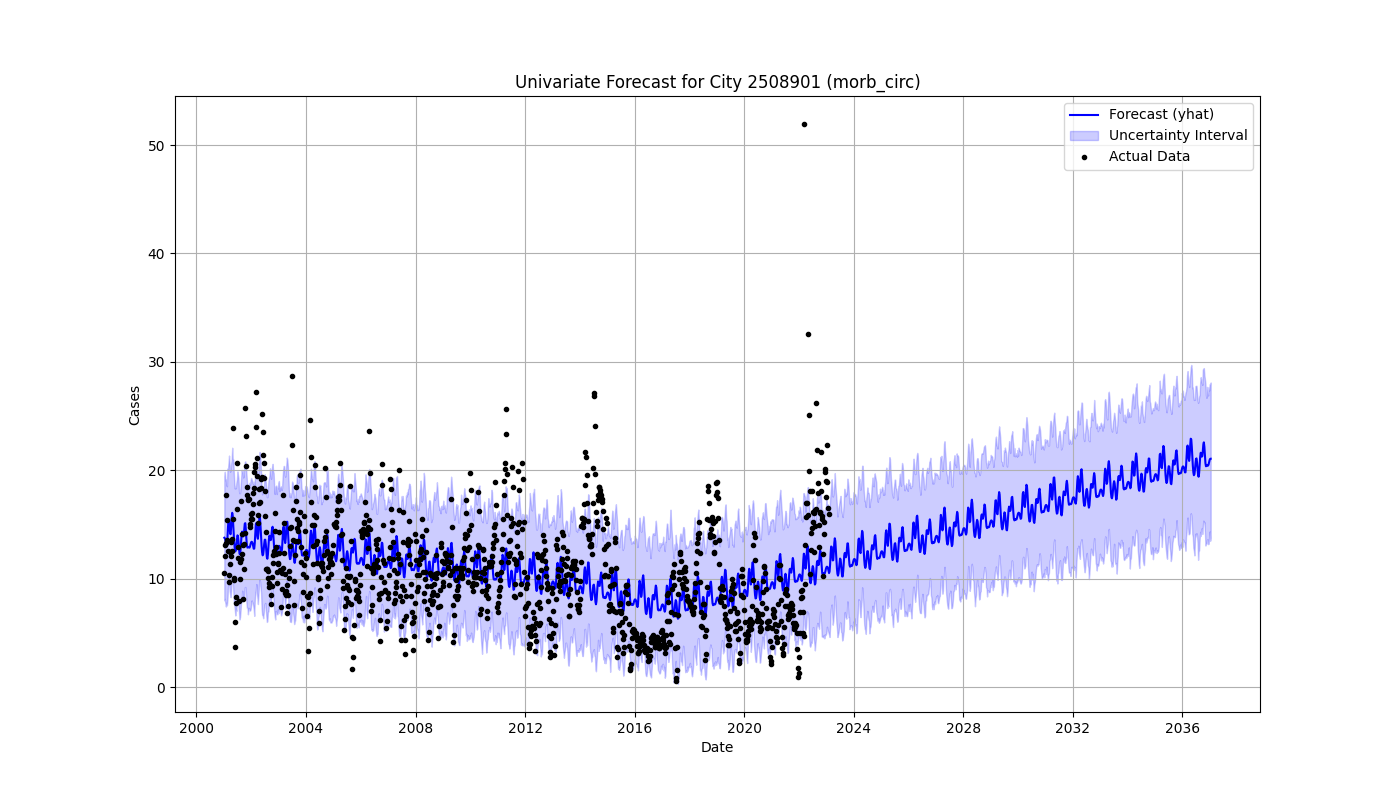 Univariate Forecast for City 2508901 (morb_circ)
Forecast (yhat)
Uncertainty Interval
Actual Data
Cases
50
40
30
20
10
0
2000 2004 2008 2012 2016 2020 2024 2028 2032 2036
Date